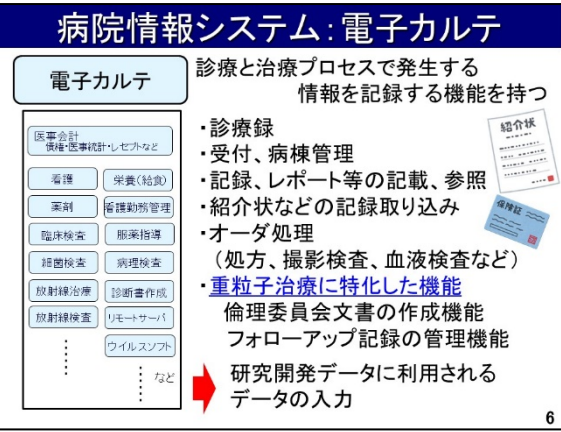 病院情報システム:電子カルテ
電子カルテ
診療と治療プロセスで発生する
情報を記録する機能を持つ
医事会計
債権・医事統計・レセプトなど
看護
栄養(給食)
薬剤
看護勤務管理
臨床検査
服薬指導
細菌検査
病理検査
放射線治療
診断書作成
放射線検査
リモートサーバ
ウイルスソフト
など
・診療録
・受付、病棟管理
・記録、レポート等の記載、参照
・紹介状などの記録取り込み
・オーダ処理
(処方、撮影検査、血液検査など)
・重粒子治療に特化した機能
倫理委員会文書の作成機能
フォローアップ記録の管理機能
紹介状
保険証
研究開発データに利用される
データの入力
6